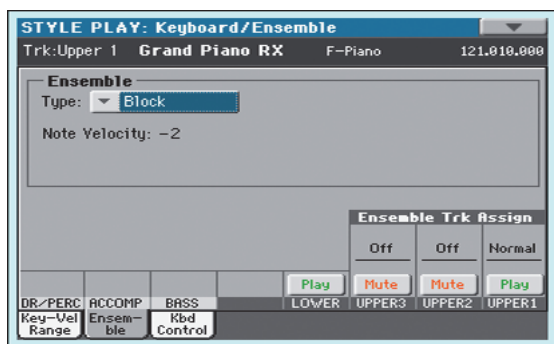 STYLE PLAY: Keyboard/Ensemble
Trk:Upper 1 Grand Piano RX F-Piano 121.010.000
Ensemble
Type: Block
Note Velocity: -2
Ensemble Trk Assign
Off Off Normal
Play Mute Mute Play
DR/PERC ACCOMP BASS LOWER UPPER3 UPPER2 UPPER1
Key-Vel Ensem- Kbd
Range ble Control